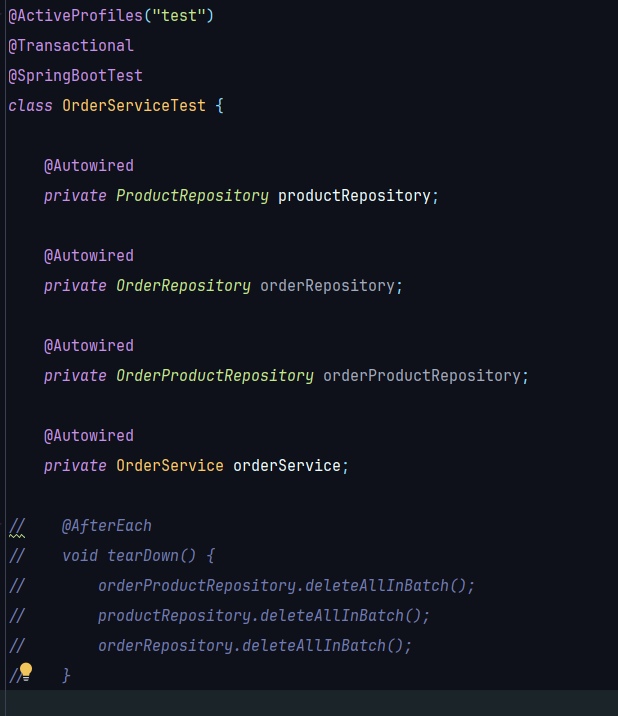 @ActiveProfiles("test")
@Transactional
@SpringBootTest
class OrderServiceTest {
@Autowired
private ProductRepository productRepository;
@Autowired
private OrderRepository orderRepository;
@Autowired
private OrderProductRepository orderProductRepository;
@Autowired
private OrderService orderService;
//    @AfterEach
//    void tearDown() {
//        orderProductRepository.deleteAllInBatch();
//        productRepository.deleteAllInBatch();
//        orderRepository.deleteAllInBatch();
//    }